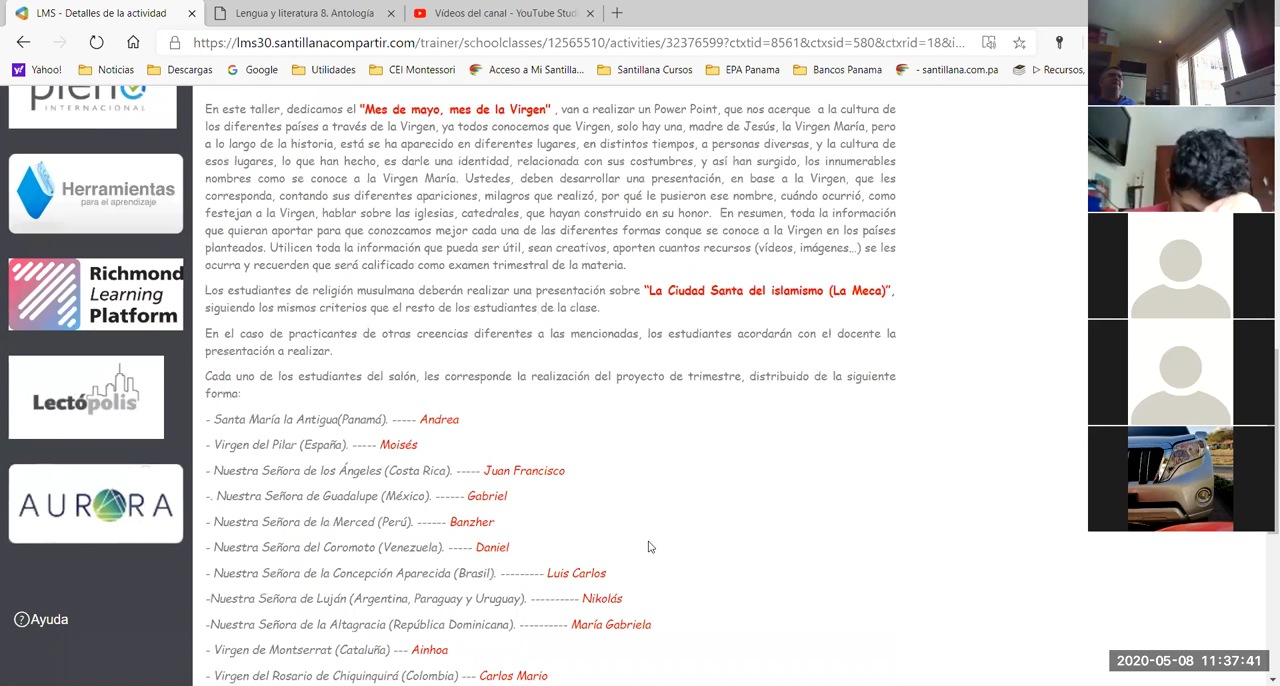 LMS - Detalles de la actividad
Lengua y literatura 8. Antología
Vídeos del canal - YouTube Stud
https://lms30.santillanacompartir.com/trainer/schoolclasses/12565510/activities/32376599?ctxtid=8561&ctxsid=580&ctxrid=18&i...
Yahoo!
Noticias
Descargas
Google
Utilidades
CEI Montessori
Acceso a Mi Santilla...
Santillana Cursos
EPA Panama
Bancos Panama
- santillana.com.pa
Recursos,
pleno
INTERNACIONAL
Herramientas
para el aprendizaje
Richmond
Learning
Platform
Lectópolis
AURORA
Ayuda
En este taller, dedicamos el "Mes de mayo, mes de la Virgen" , van a realizar un Power Point, que nos acerque a la cultura de
los diferentes países a través de la Virgen, ya todos conocemos que Virgen, solo hay una, madre de Jesús, la Virgen María, pero
a lo largo de la historia, está se ha aparecido en diferentes lugares, en distintos tiempos, a personas diversas, y la cultura de
esos lugares, lo que han hecho, es darle una identidad, relacionada con sus costumbres, y así han surgido, los innumerables
nombres como se conoce a la Virgen María. Ustedes, deben desarrollar una presentación, en base a la Virgen, que les
corresponda, contando sus diferentes apariciones, milagros que realizó, por qué le pusieron ese nombre, cuándo ocurrió, como
festejan a la Virgen, hablar sobre las iglesias, catedrales, que hayan construido en su honor. En resumen, toda la información
que quieran aportar para que conozcamos mejor cada una de las diferentes formas conque se conoce a la Virgen en los países
planteados. Utilicen toda la información que pueda ser útil, sean creativos, aporten cuantos recursos (vídeos, imágenes...) se les
ocurra y recuerden que será calificado como examen trimestral de la materia.
Los estudiantes de religión musulmana deberán realizar una presentación sobre "La Ciudad Santa del islamismo (La Meca)",
siguiendo los mismos criterios que el resto de los estudiantes de la clase.
En el caso de practicantes de otras creencias diferentes a las mencionadas, los estudiantes acordarán con el docente la
presentación a realizar.
Cada uno de los estudiantes del salón, les corresponde la realización del proyecto de trimestre, distribuido de la siguiente
forma:
- Santa María la Antigua(Panamá). ----- Andrea
- Virgen del Pilar (España). ----- Moisés
- Nuestra Señora de los Ángeles (Costa Rica). ----- Juan Francisco
-. Nuestra Señora de Guadalupe (México). ------ Gabriel
- Nuestra Señora de la Merced (Perú). ------ Banzher
- Nuestra Señora del Coromoto (Venezuela). ----- Daniel
- Nuestra Señora de la Concepción Aparecida (Brasil). --------- Luis Carlos
-Nuestra Señora de Luján (Argentina, Paraguay y Uruguay). ---------- Nikolás
-Nuestra Señora de la Altagracia (República Dominicana). ---------- María Gabriela
- Virgen de Montserrat (Cataluña) --- Ainhoa
- Virgen del Rosario de Chiquinquirá (Colombia) --- Carlos Mario
2020-05-08 11:37:41